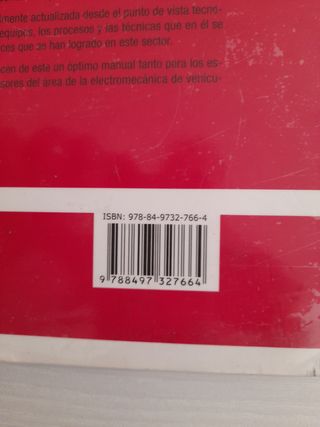 lmente actualizada desde el punto de vista tecno-
equipos, los procesos y las técnicas que en él se
ces que se han logrado en este sector.
cen de este un óptimo manual tanto para los es-
sores del área de la electromecánica de vehícu-
ISBN: 978-84-9732-766-4
9 788497 327664